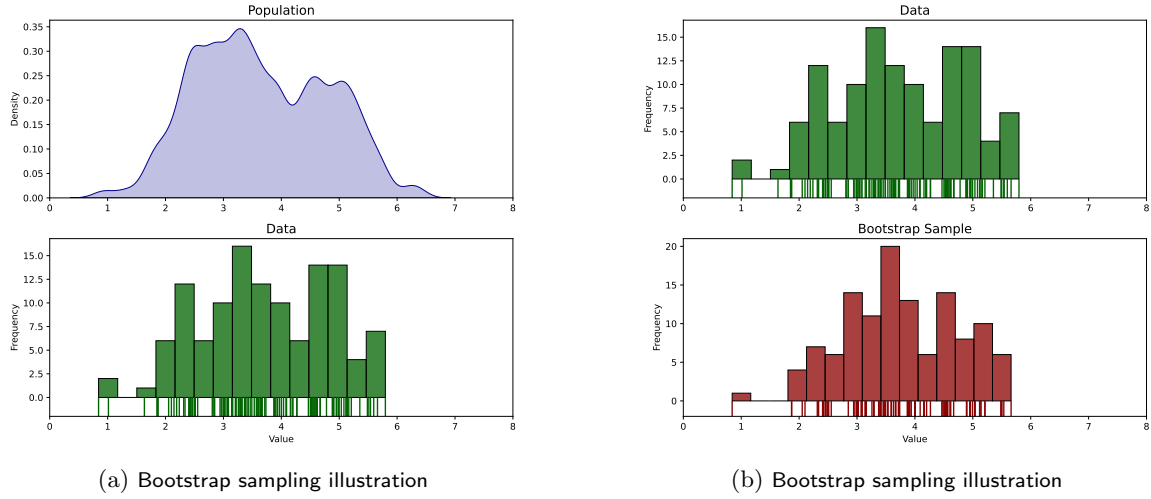 Population
0.35
0.30
0.25
0.20
0.15
0.10
0.05
0.00
Density
0 1 2 3 4 5 6 7 8
Data
15.0
12.5
10.0
7.5
5.0
2.5
0.0
Frequency
0 1 2 3 4 5 6 7 8
Value
(a) Bootstrap sampling illustration
Data
15.0
12.5
10.0
7.5
5.0
2.5
0.0
Frequency
0 1 2 3 4 5 6 7 8
Bootstrap Sample
20
15
10
5
0
Frequency
0 1 2 3 4 5 6 7 8
Value
(b) Bootstrap sampling illustration